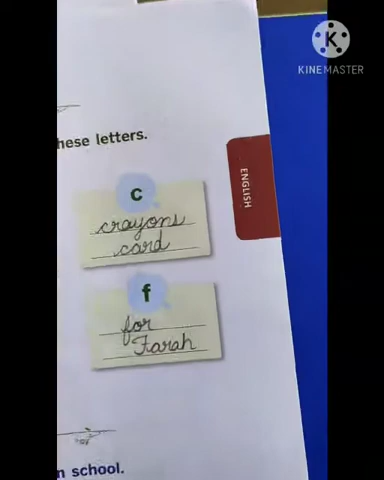 KINEMASTER
hese letters.
ENGLISH
c
crayons
card
f
for
Farah
n school.